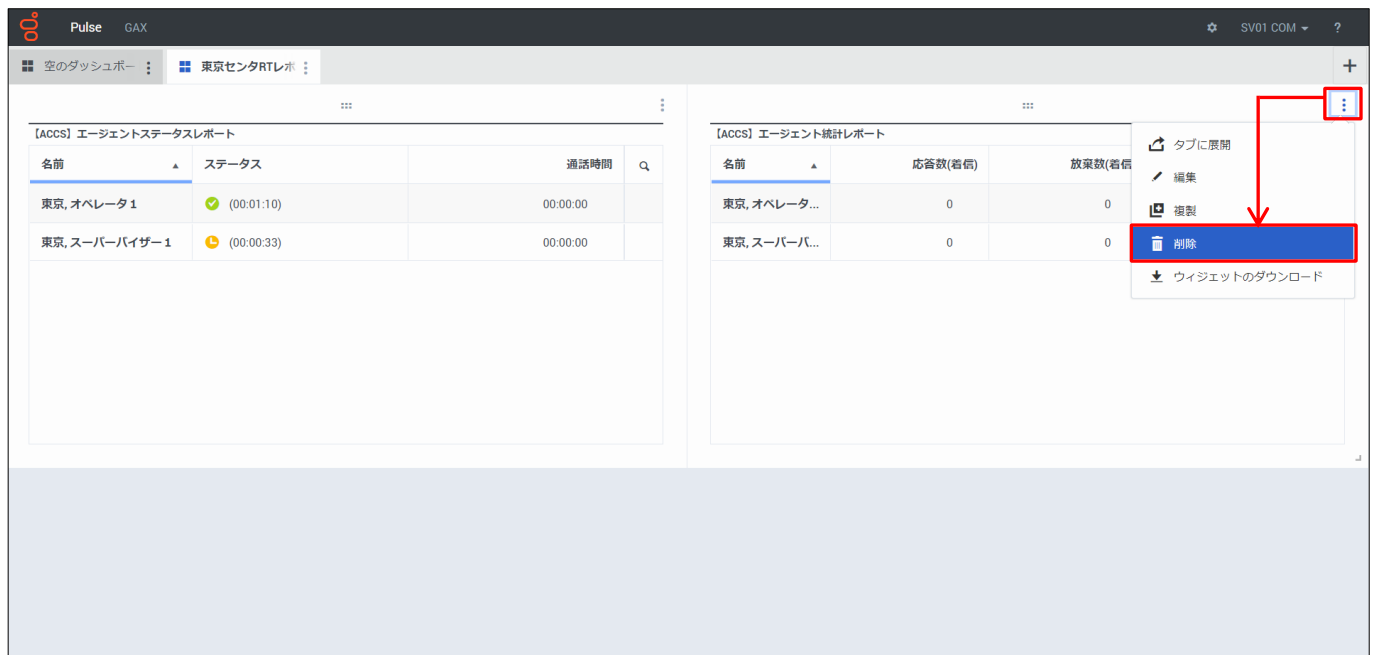 Pulse GAX SV01 COM ?
空のダッシュボー 東京センタRTレポ
【ACCS】エージェントステータスレポート
名前 ステータス 通話時間
東京, オペレータ 1 (00:01:10) 00:00:00
東京, スーパーバイザー 1 (00:00:33) 00:00:00
【ACCS】エージェント統計レポート
名前 応答数(着信) 放棄数(着信
東京, オペレータ... 0 0
東京, スーパーバ... 0 0
タブに展開
編集
複製
削除
ウィジェットのダウンロード